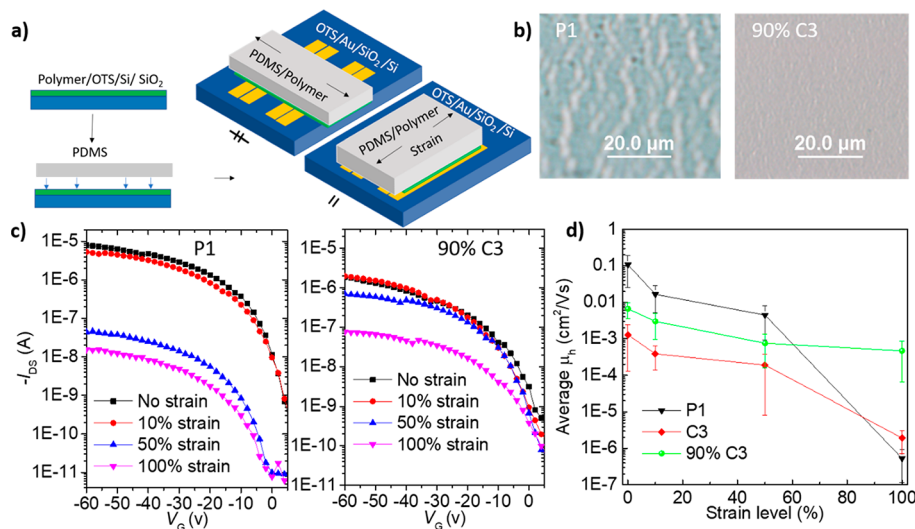 a)
Polymer/OTS/Si/ SiO2
PDMS
OTS/Au/SiO2/Si
PDMS/Polymer
OTS/Au/SiO2/Si
PDMS/Polymer
Strain
b)
P1
20.0 µm
90% C3
20.0 µm
c)
P1
1E-5
1E-6
1E-7
1E-8
1E-9
1E-10
1E-11
-IDS (A)
No strain
10% strain
50% strain
100% strain
-60 -50 -40 -30 -20 -10 0
VG (v)
90% C3
1E-5
1E-6
1E-7
1E-8
1E-9
1E-10
1E-11
No strain
10% strain
50% strain
100% strain
-60 -50 -40 -30 -20 -10 0
VG (v)
d)
Average µh (cm²/Vs)
0.1
0.01
1E-3
1E-4
1E-5
1E-6
1E-7
P1
C3
90% C3
0 20 40 60 80 100
Strain level (%)